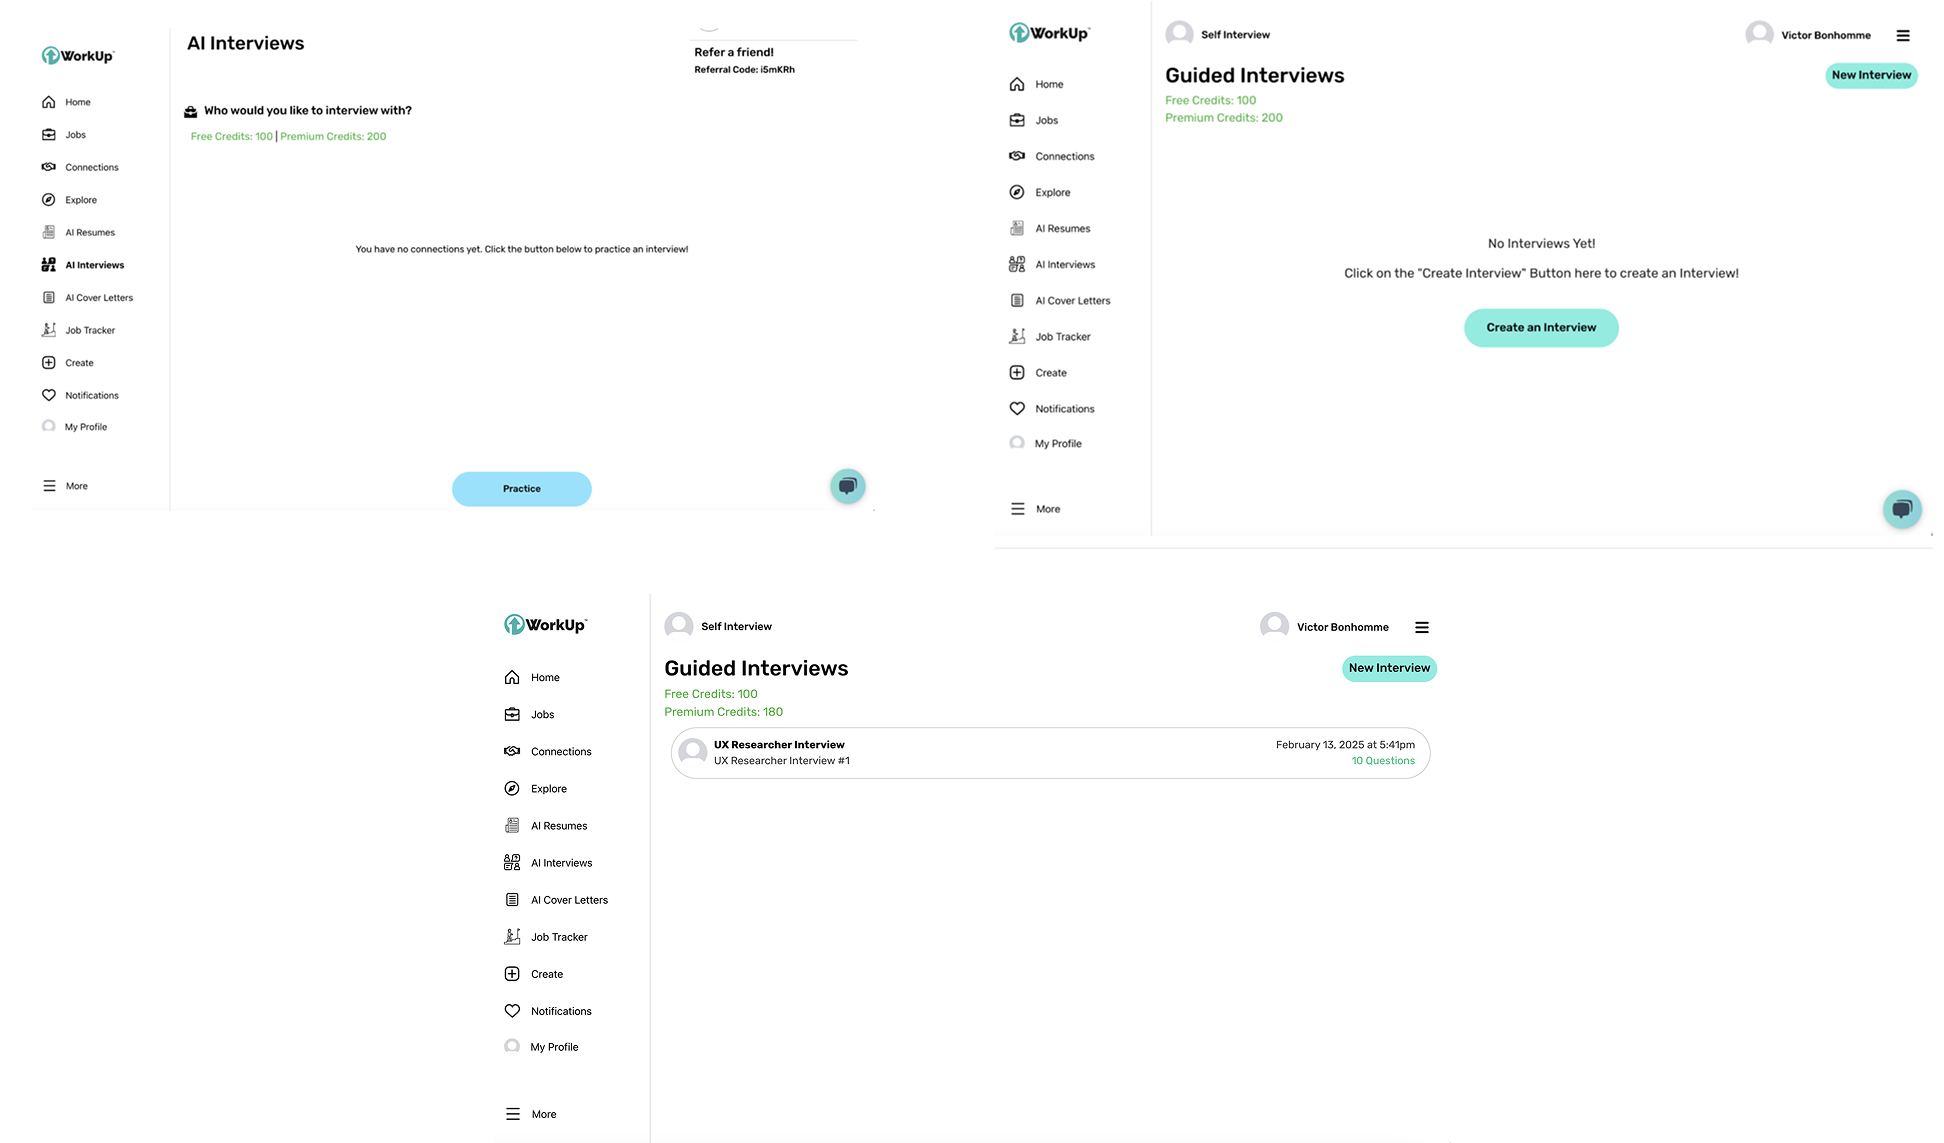 WorkUp™
Home
Jobs
Connections
Explore
AI Resumes
AI Interviews
AI Cover Letters
Job Tracker
Create
Notifications
My Profile
More
AI Interviews
Refer a friend!
Referral Code: i5mKRh
Who would you like to interview with?
Free Credits: 100 | Premium Credits: 200
You have no connections yet. Click the button below to practice an interview!
Practice
WorkUp™
Home
Jobs
Connections
Explore
AI Resumes
AI Interviews
AI Cover Letters
Job Tracker
Create
Notifications
My Profile
More
Self Interview
Victor Bonhomme
Guided Interviews
New Interview
Free Credits: 100
Premium Credits: 200
No Interviews Yet!
Click on the "Create Interview" Button here to create an Interview!
Create an Interview
WorkUp™
Home
Jobs
Connections
Explore
AI Resumes
AI Interviews
AI Cover Letters
Job Tracker
Create
Notifications
My Profile
More
Self Interview
Victor Bonhomme
Guided Interviews
New Interview
Free Credits: 100
Premium Credits: 180
UX Researcher Interview
February 13, 2025 at 5:41pm
UX Researcher Interview #1
10 Questions